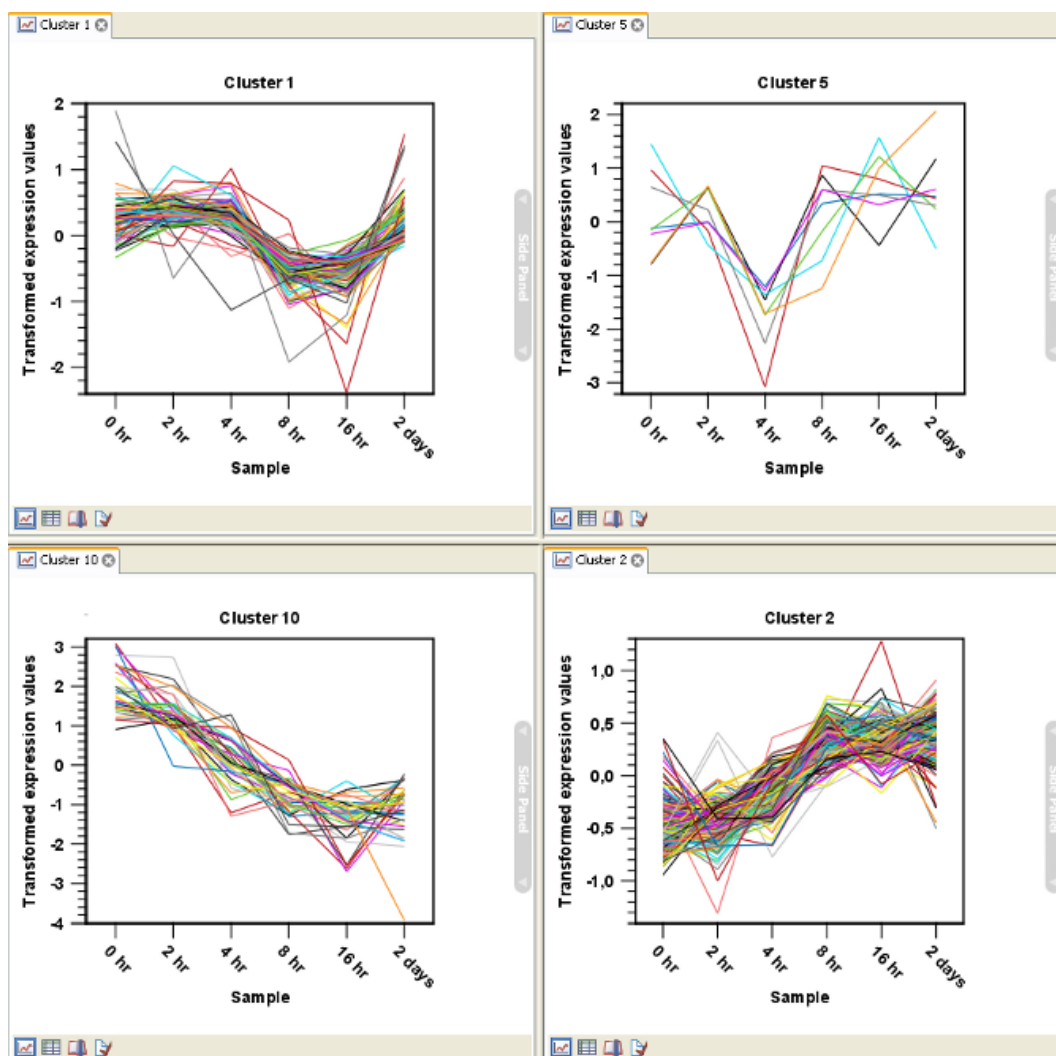 Cluster 1
Cluster 1
Transformed expression values
2
1
0
-1
-2
0 hr
2 hr
4 hr
8 hr
16 hr
2 days
Sample
Side Panel
Cluster 5
Cluster 5
Transformed expression values
2
1
0
-1
-2
-3
0 hr
2 hr
4 hr
8 hr
16 hr
2 days
Sample
Side Panel
Cluster 10
Cluster 10
Transformed expression values
3
2
1
0
-1
-2
-3
-4
0 hr
2 hr
4 hr
8 hr
16 hr
2 days
Sample
Side Panel
Cluster 2
Cluster 2
Transformed expression values
1,0
0,5
0,0
-0,5
-1,0
0 hr
2 hr
4 hr
8 hr
16 hr
2 days
Sample
Side Panel